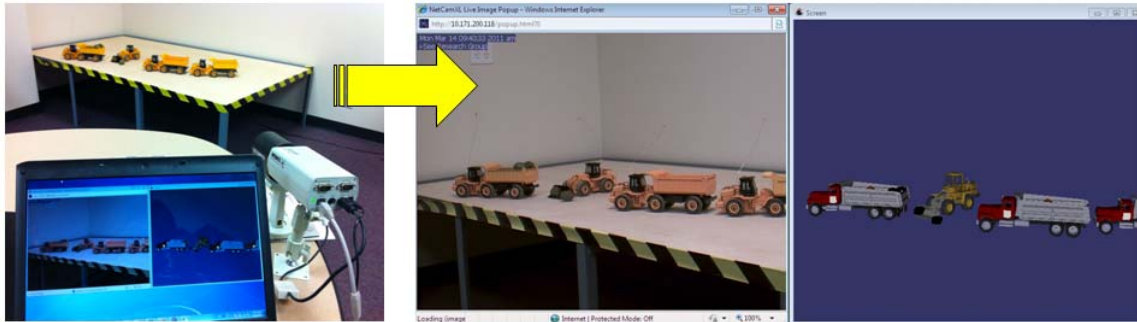 NetCamXL Live Image Popup - Windows Internet Explorer
http://10.171.200.118/popup.html?0
Mon Mar 14 09:40:33 2011 am
Research Group
Loading (image
Internet | Protected Mode: Off
100%
Screen